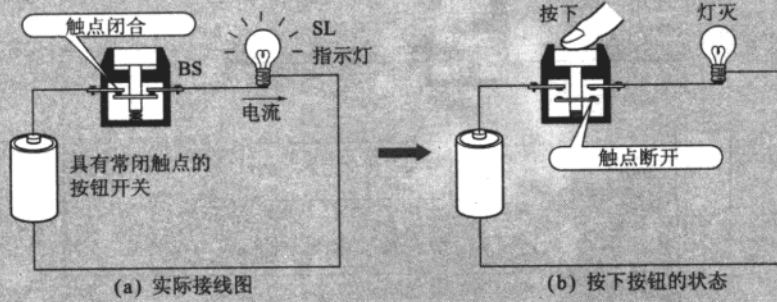 触点闭合
SL
指示灯
BS
电流
具有常闭触点的
按钮开关
(a) 实际接线图
按下
灯灭
触点断开
(b) 按下按钮的状态